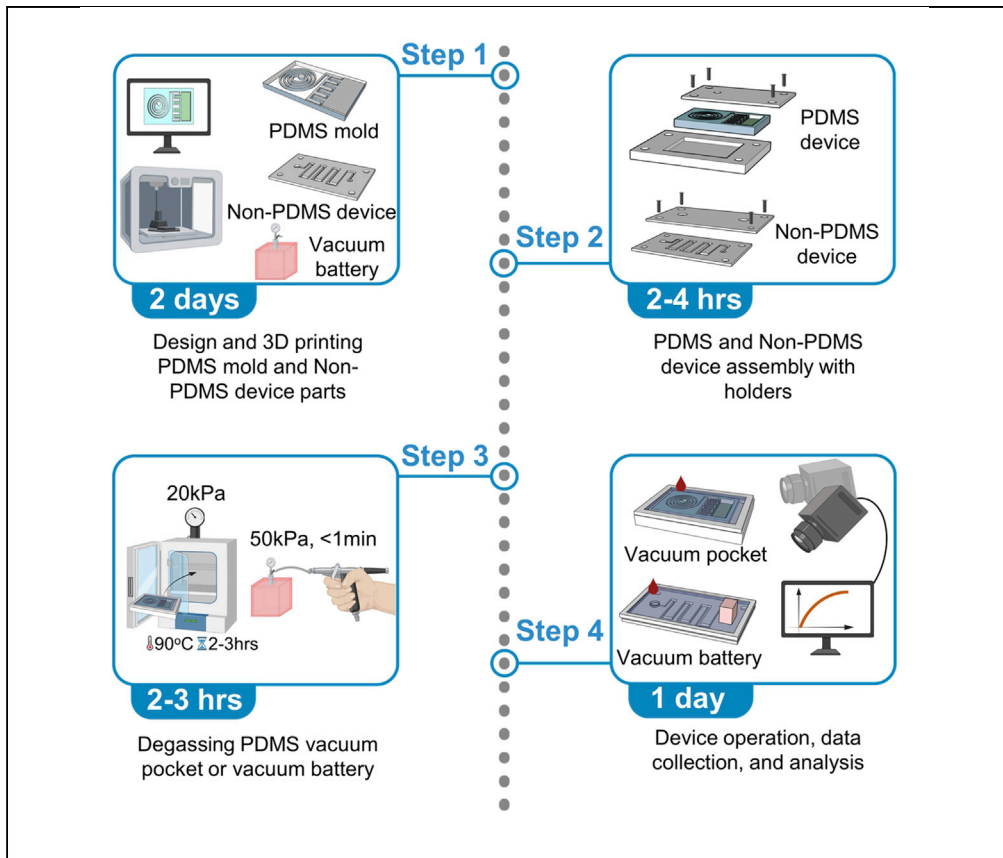 Step 1
PDMS mold
Non-PDMS device
Vacuum
battery
2 days
Design and 3D printing
PDMS mold and Non-
PDMS device parts
Step 2
PDMS
device
Non-PDMS
device
2-4 hrs
PDMS and Non-PDMS
device assembly with
holders
Step 3
20kPa
50kPa, <1min
90°C 2-3hrs
2-3 hrs
Degassing PDMS vacuum
pocket or vacuum battery
Step 4
Vacuum pocket
Vacuum battery
1 day
Device operation, data
collection, and analysis